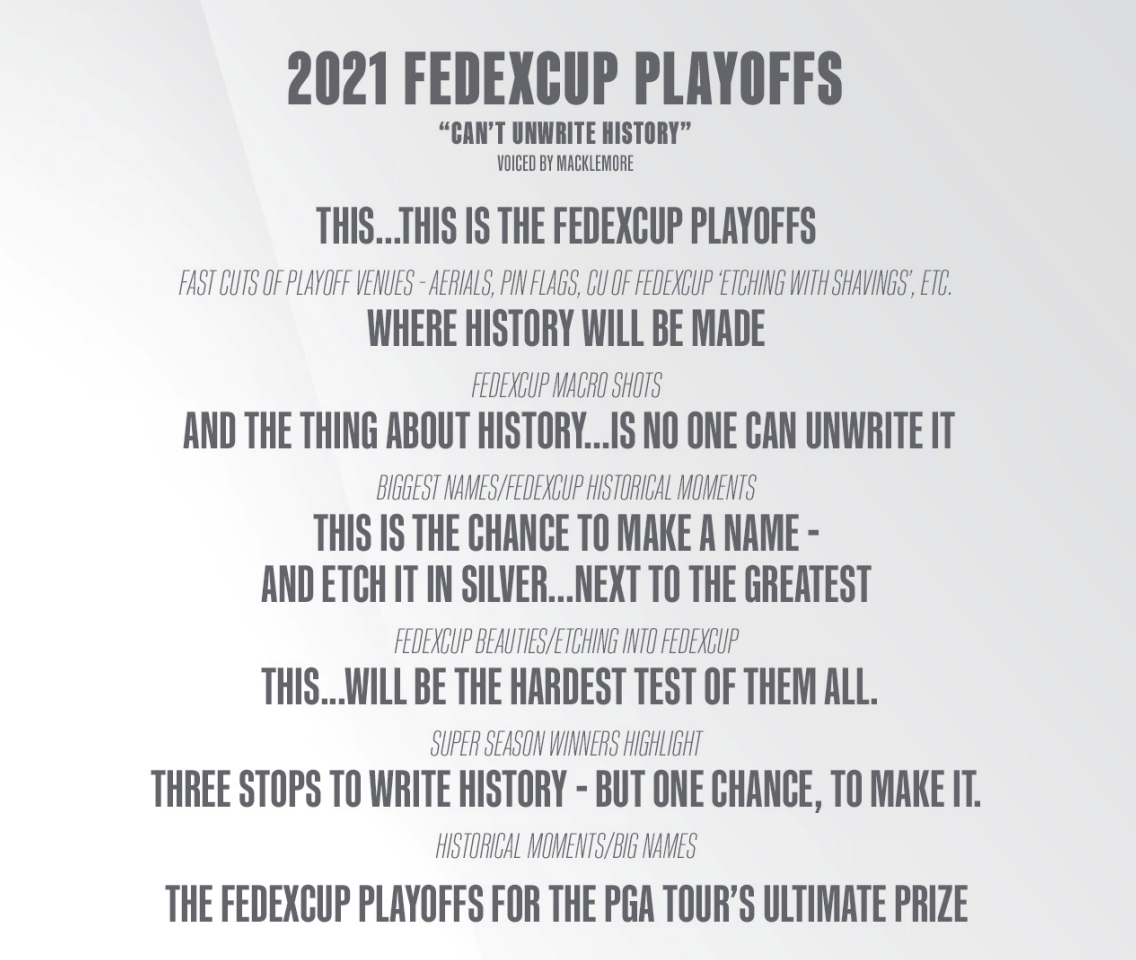 2021 FEDEXCUP PLAYOFFS
“CAN’T UNWRITE HISTORY”
VOICED BY MACKLEMORE
THIS...THIS IS THE FEDEXCUP PLAYOFFS
FAST CUTS OF PLAYOFF VENUES - AERIALS, PIN FLAGS, CU OF FEDEXCUP ‘ETCHING WITH SHAVINGS’, ETC.
WHERE HISTORY WILL BE MADE
FEDEXCUP MACRO SHOTS
AND THE THING ABOUT HISTORY...IS NO ONE CAN UNWRITE IT
BIGGEST NAMES/FEDEXCUP HISTORICAL MOMENTS
THIS IS THE CHANCE TO MAKE A NAME -
AND ETCH IT IN SILVER...NEXT TO THE GREATEST
FEDEXCUP BEAUTIES/ETCHING INTO FEDEXCUP
THIS...WILL BE THE HARDEST TEST OF THEM ALL.
SUPER SEASON WINNERS HIGHLIGHT
THREE STOPS TO WRITE HISTORY - BUT ONE CHANCE, TO MAKE IT.
HISTORICAL MOMENTS/BIG NAMES
THE FEDEXCUP PLAYOFFS FOR THE PGA TOUR’S ULTIMATE PRIZE